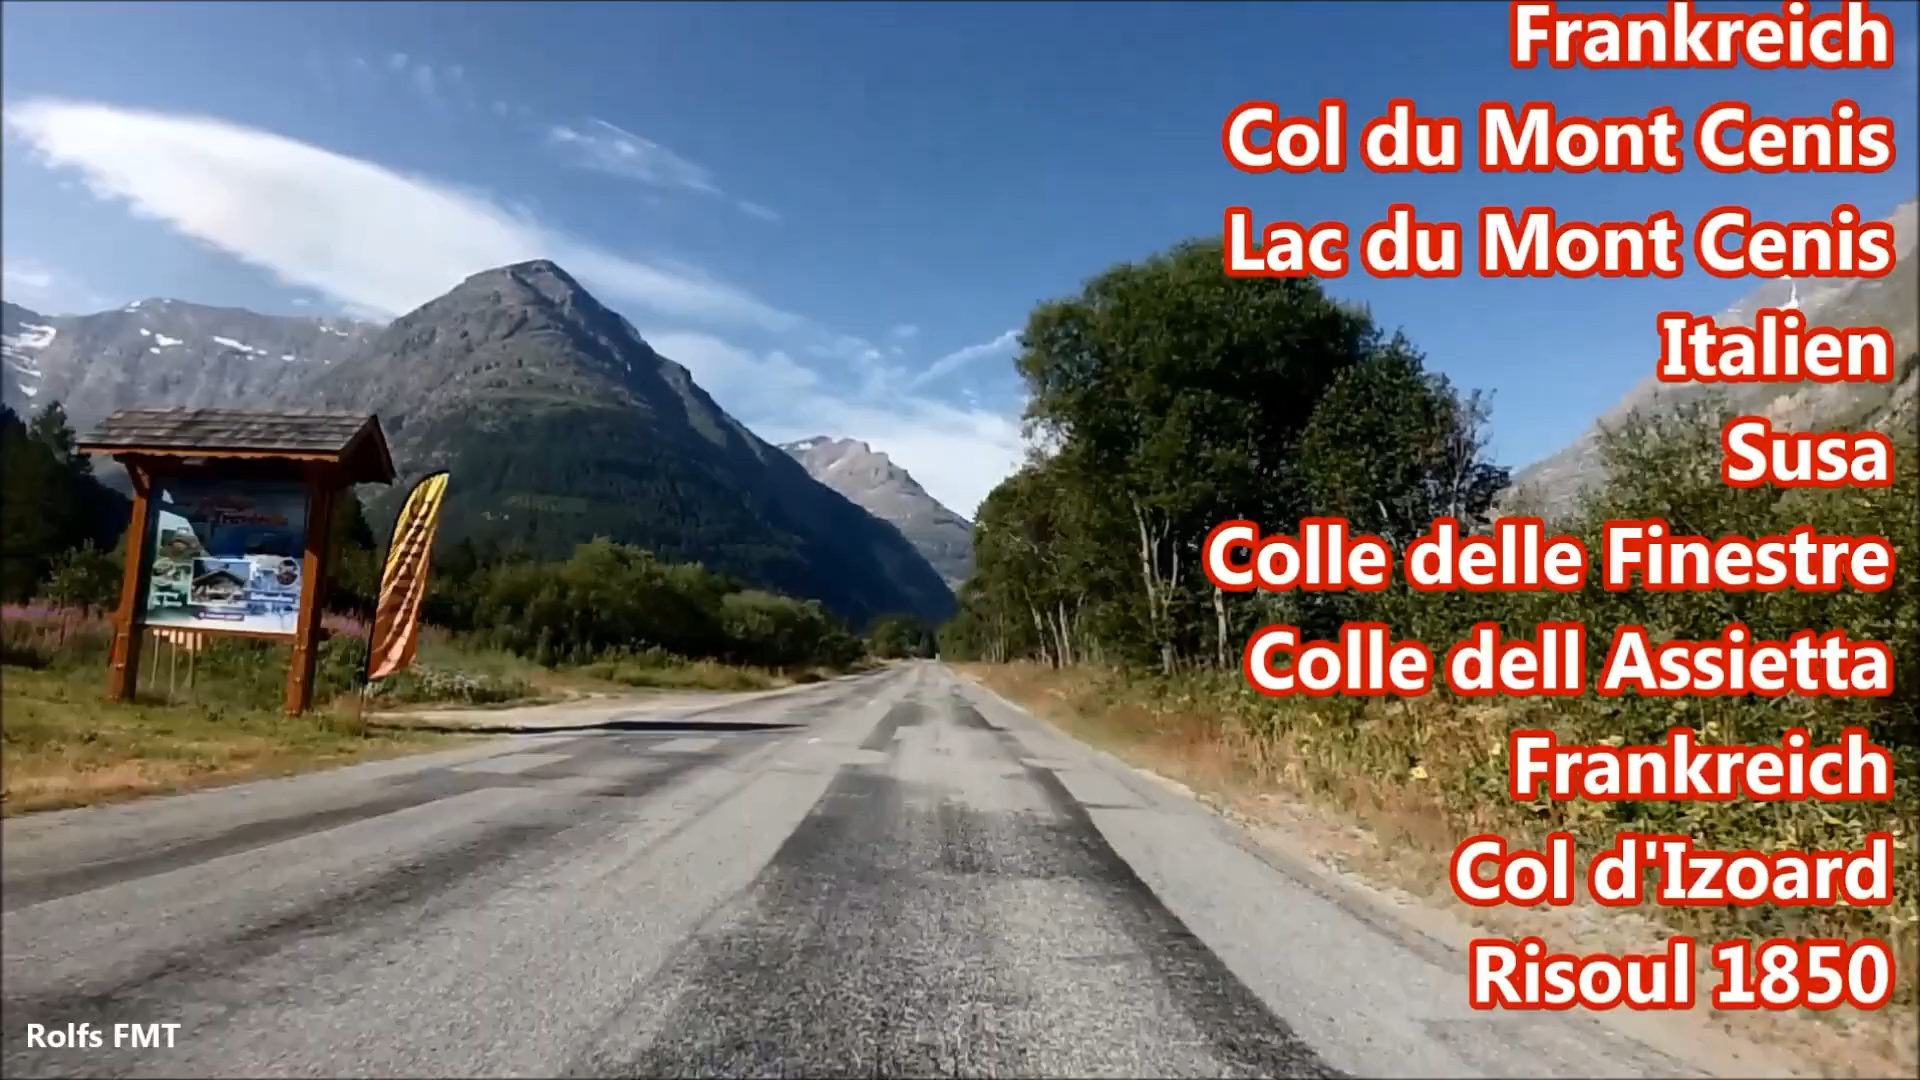 Frankreich
Col du Mont Cenis
Lac du Mont Cenis
Italien
Susa
Colle delle Finestre
Colle dell Assietta
Frankreich
Col d'Izoard
Risoul 1850
Rolfs FMT